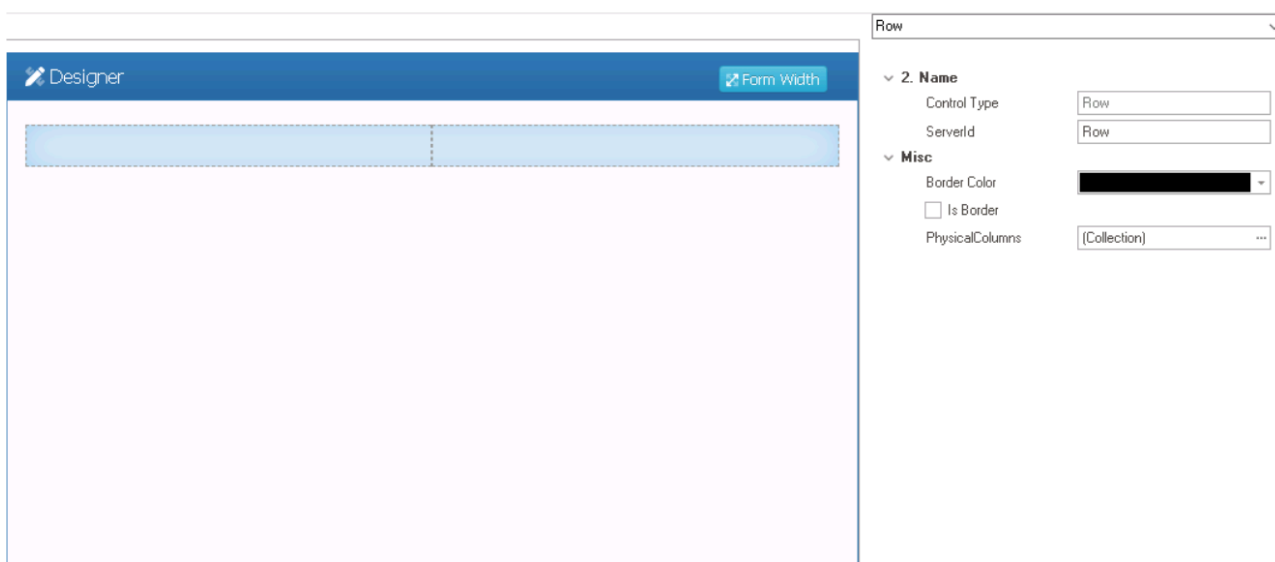 Row
Designer
Form Width
2. Name
Control Type Row
ServerId Row
Misc
Border Color
Is Border
PhysicalColumns (Collection) ...